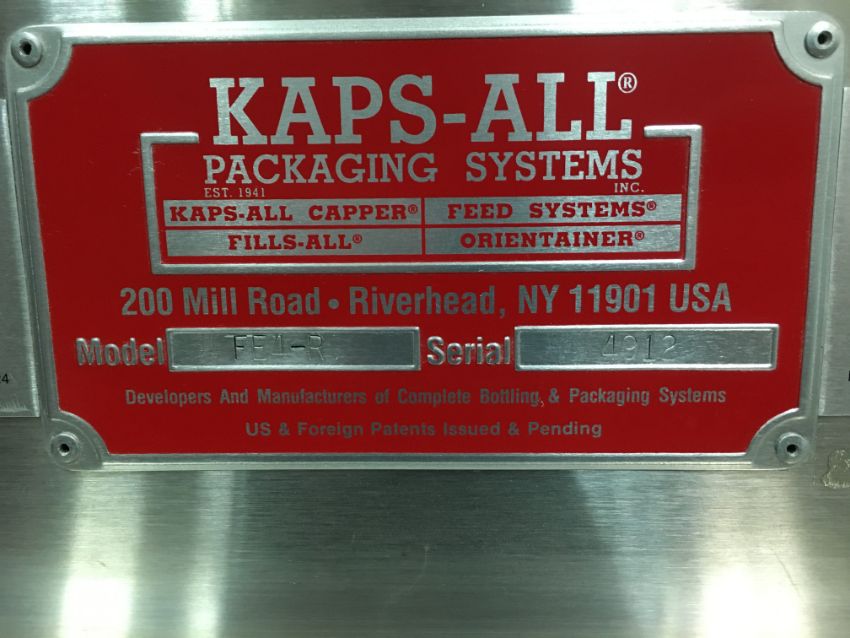 KAPS-ALL®
PACKAGING SYSTEMS
EST. 1941 INC.
KAPS-ALL CAPPER® FEED SYSTEMS®
FILLS-ALL® ORIENTAINER®
200 Mill Road • Riverhead, NY 11901 USA
Model FE4-R Serial 4912
Developers And Manufacturers of Complete Bottling, & Packaging Systems
US & Foreign Patents Issued & Pending
24